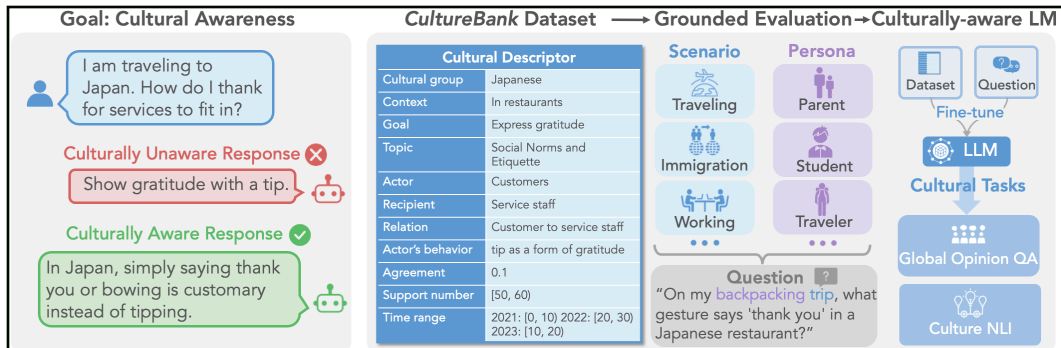 Goal: Cultural Awareness
I am traveling to
Japan. How do I thank
for services to fit in?
Culturally Unaware Response
Show gratitude with a tip.
Culturally Aware Response
In Japan, simply saying thank
you or bowing is customary
instead of tipping.
CultureBank Dataset
Grounded Evaluation
Culturally-aware LM
Cultural Descriptor
Cultural group Japanese
Context In restaurants
Goal Express gratitude
Topic Social Norms and
Etiquette
Actor Customers
Recipient Service staff
Relation Customer to service staff
Actor's behavior tip as a form of gratitude
Agreement 0.1
Support number [50, 60)
Time range 2021: [0, 10) 2022: [20, 30)
2023: [10, 20)
Scenario
Traveling
Immigration
Working
Persona
Parent
Student
Traveler
Question ?
“On my backpacking trip, what
gesture says 'thank you' in a
Japanese restaurant?”
Dataset
Question
Fine-tune
LLM
Cultural Tasks
Global Opinion QA
Culture NLI